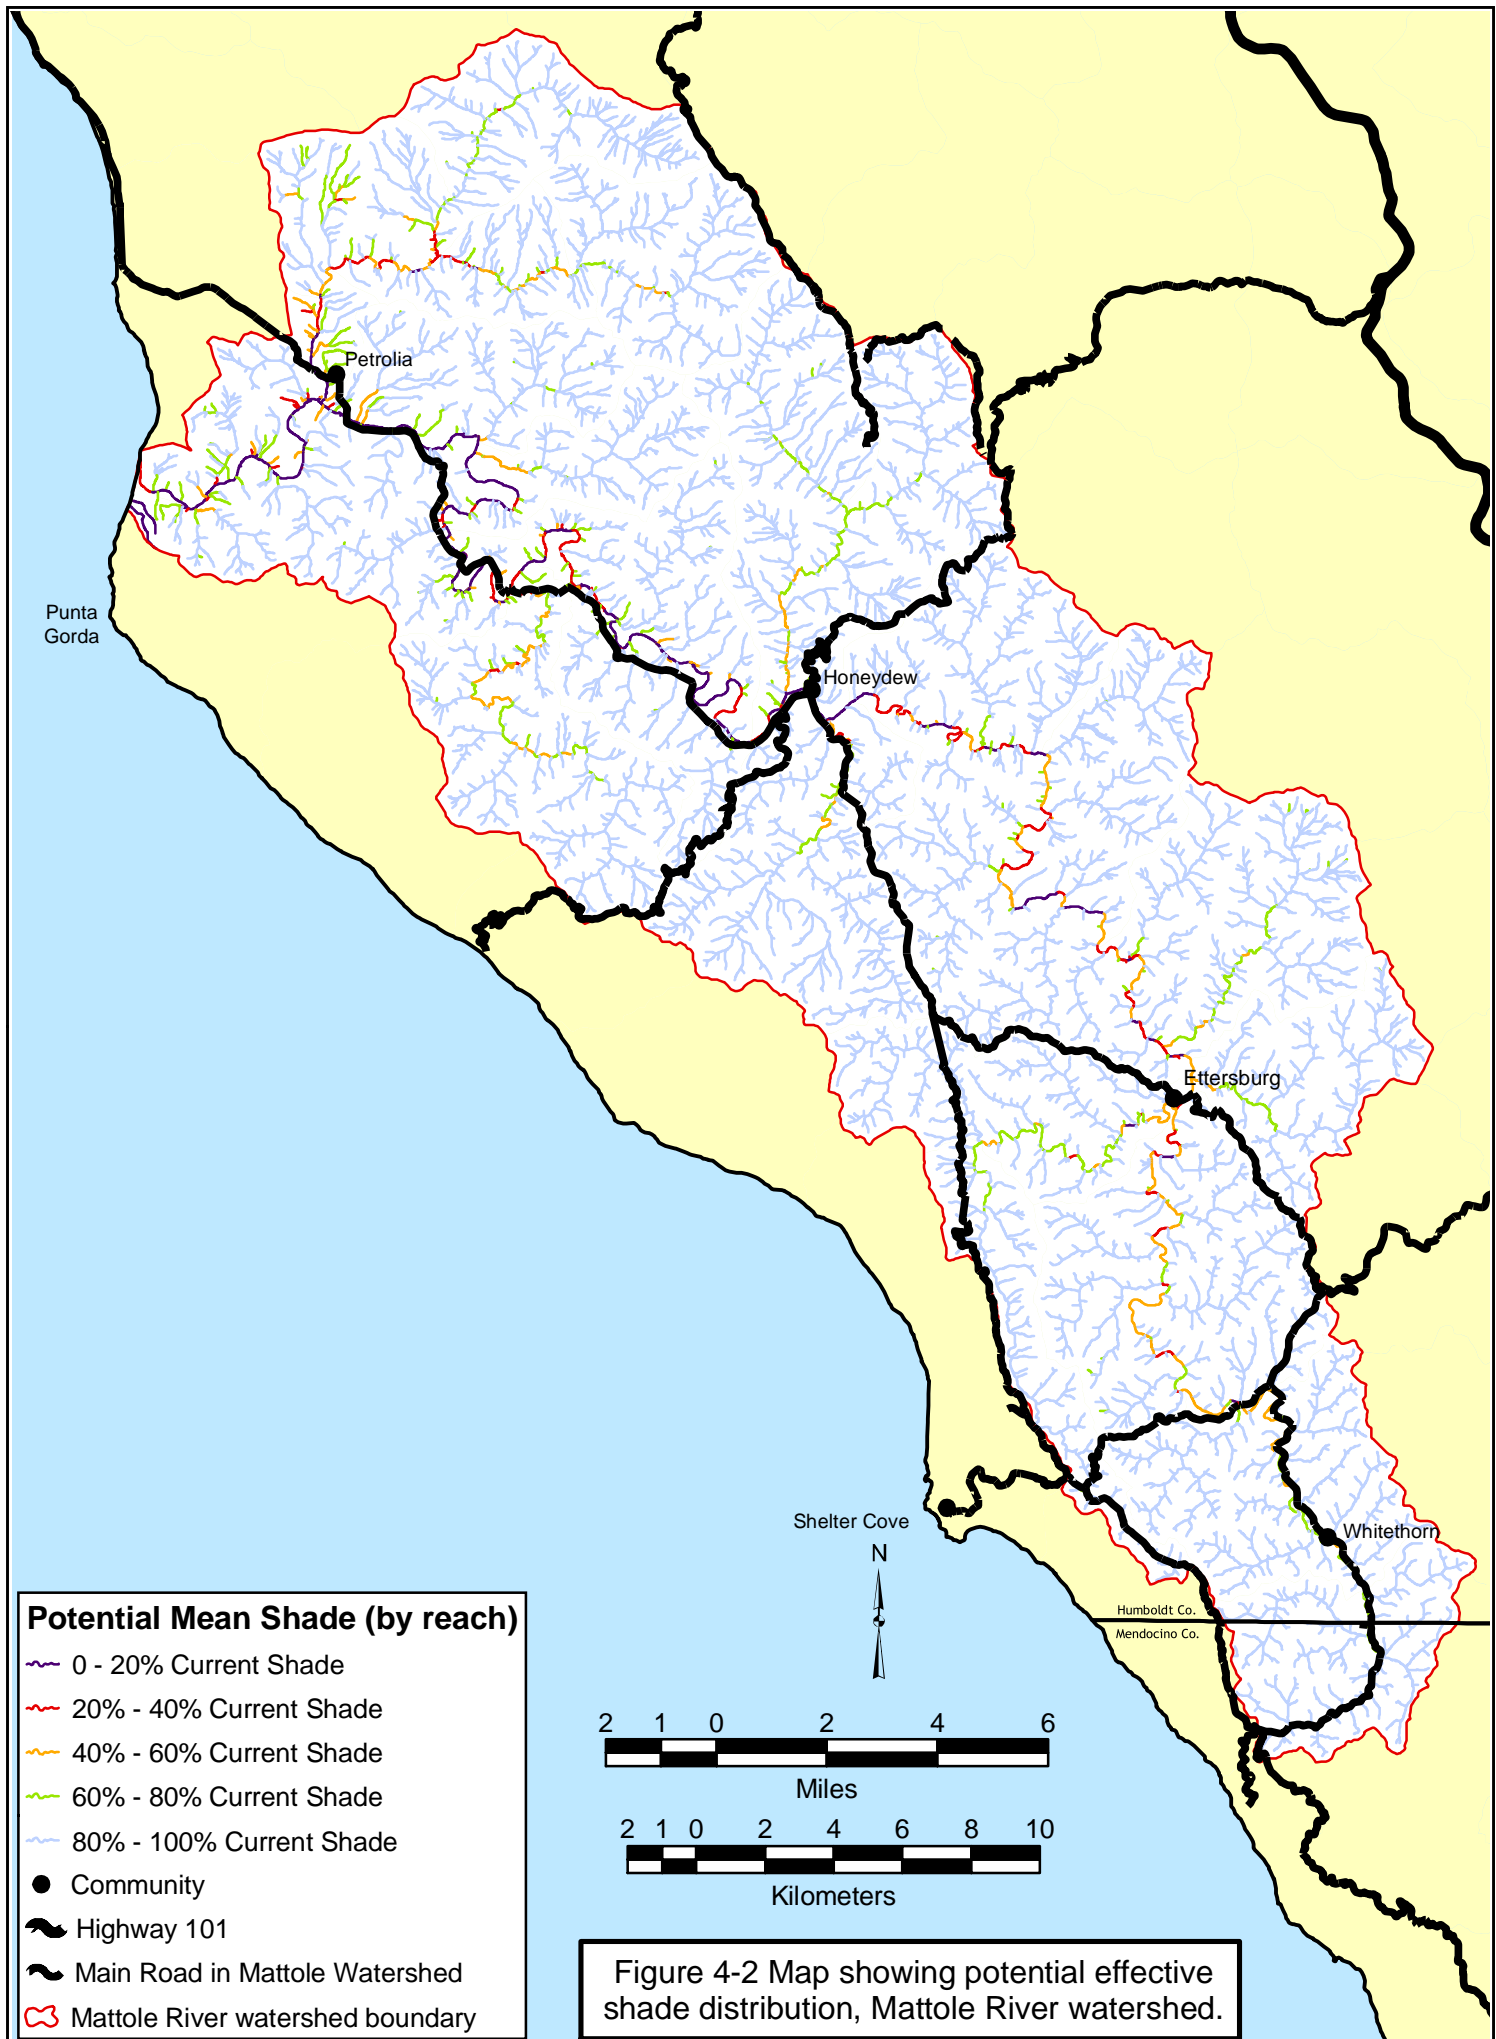 Petrolia
Punta
Gorda
Honeydew
Ettersburg
Shelter Cove
Whitethorn
N
Humboldt Co.
Mendocino Co.
Potential Mean Shade (by reach)
0 - 20% Current Shade
20% - 40% Current Shade
40% - 60% Current Shade
60% - 80% Current Shade
80% - 100% Current Shade
Community
Highway 101
Main Road in Mattole Watershed
Mattole River watershed boundary
2 1 0 2 4 6
Miles
2 1 0 2 4 6 8 10
Kilometers
Figure 4-2 Map showing potential effective
shade distribution, Mattole River watershed.